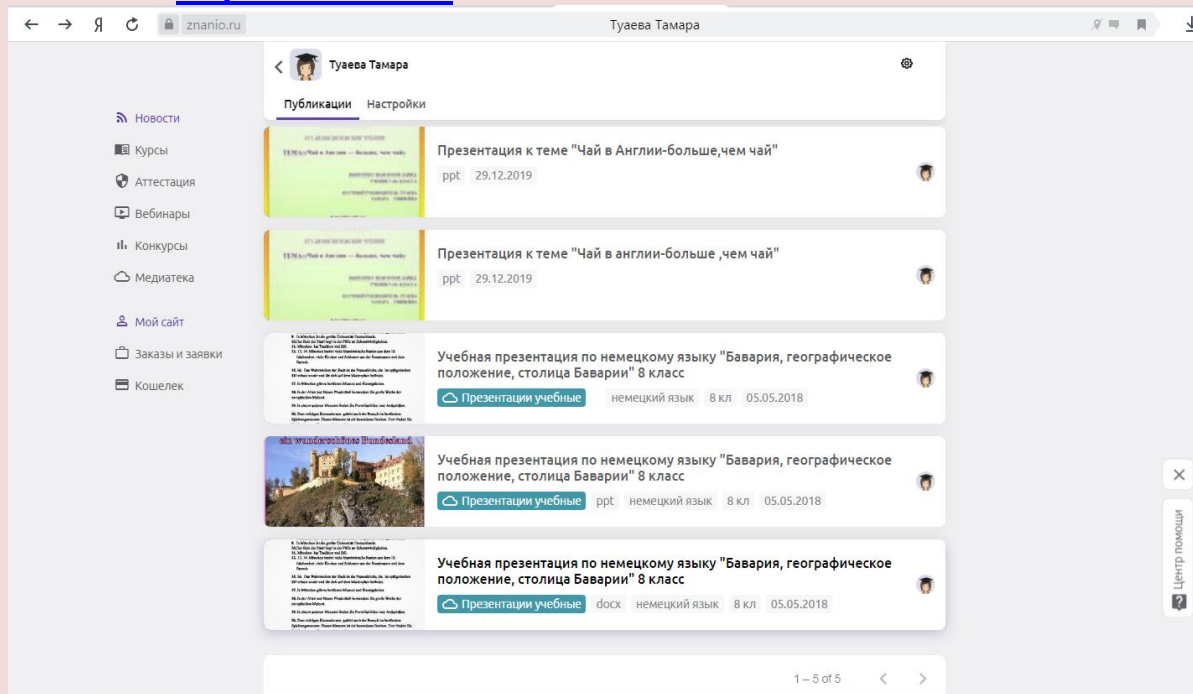 znanio.ru
Туаева Тамара
Туаева Тамара
Публикации Настройки
Новости
Курсы
Аттестация
Вебинары
Конкурсы
Медиатека
Мой сайт
Заказы и заявки
Кошелек
Презентация к теме "Чай в Англии-больше,чем чай"
ppt 29.12.2019
Презентация к теме "Чай в англии-больше ,чем чай"
ppt 29.12.2019
Учебная презентация по немецкому языку "Бавария, географическое
положение, столица Баварии" 8 класс
Презентации учебные немецкий язык 8 кл 05.05.2018
ein wunderschönes Bundesland
Учебная презентация по немецкому языку "Бавария, географическое
положение, столица Баварии" 8 класс
Презентации учебные ppt немецкий язык 8 кл 05.05.2018
Учебная презентация по немецкому языку "Бавария, географическое
положение, столица Баварии" 8 класс
Презентации учебные docx немецкий язык 8 кл 05.05.2018
1 – 5 of 5
Центр помощи